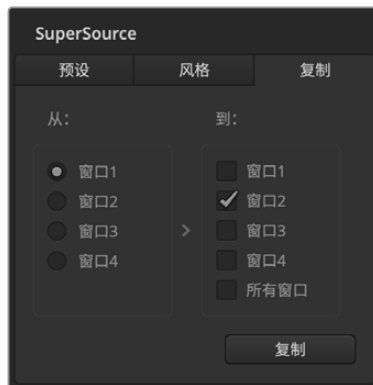 SuperSource
预设 风格 复制
从： 到：
窗口1 窗口1
窗口2 窗口2
窗口3 > 窗口3
窗口4 窗口4
所有窗口
复制